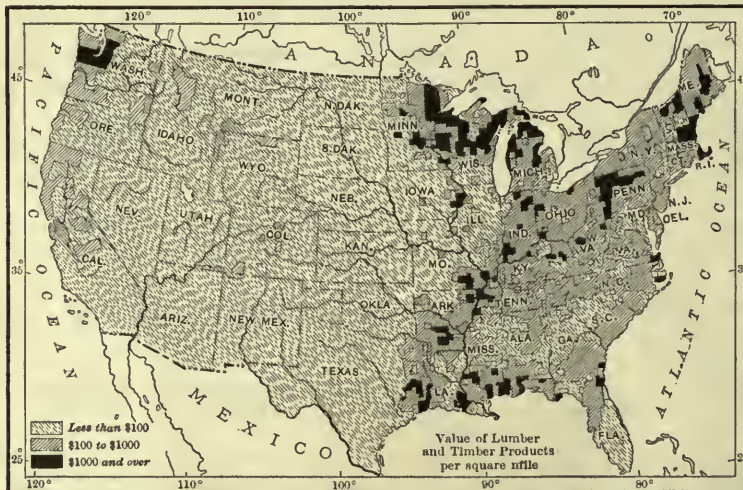 120° 110° 100° 90° 80° 70°
C A N A D A
PACIFIC OCEAN
ATLANTIC OCEAN
MEXICO
45
35
25
45
WASH.
MONT.
N. DAK.
MINN.
ME.
ORE.
IDAHO.
S. DAK.
WIS.
MICH.
N. Y.
MASS.
CT.
R.I.
WYO.
IOWA
PENN.
N.J.
NEV.
UTAH
NEB.
ILL.
IND.
OHIO
MD.
DEL.
COL.
KAN.
MO.
KY.
VA.
VA.
CAL.
ARIZ.
NEW MEX.
OKLA.
ARK.
TENN.
N. C.
S. C.
TEXAS
LA.
MISS.
ALA.
GA.
FLA.
Less than $100
$100 to $1000
$1000 and over
Value of Lumber
and Timber Products
per square mile
120° 110° 100° 90° 80°